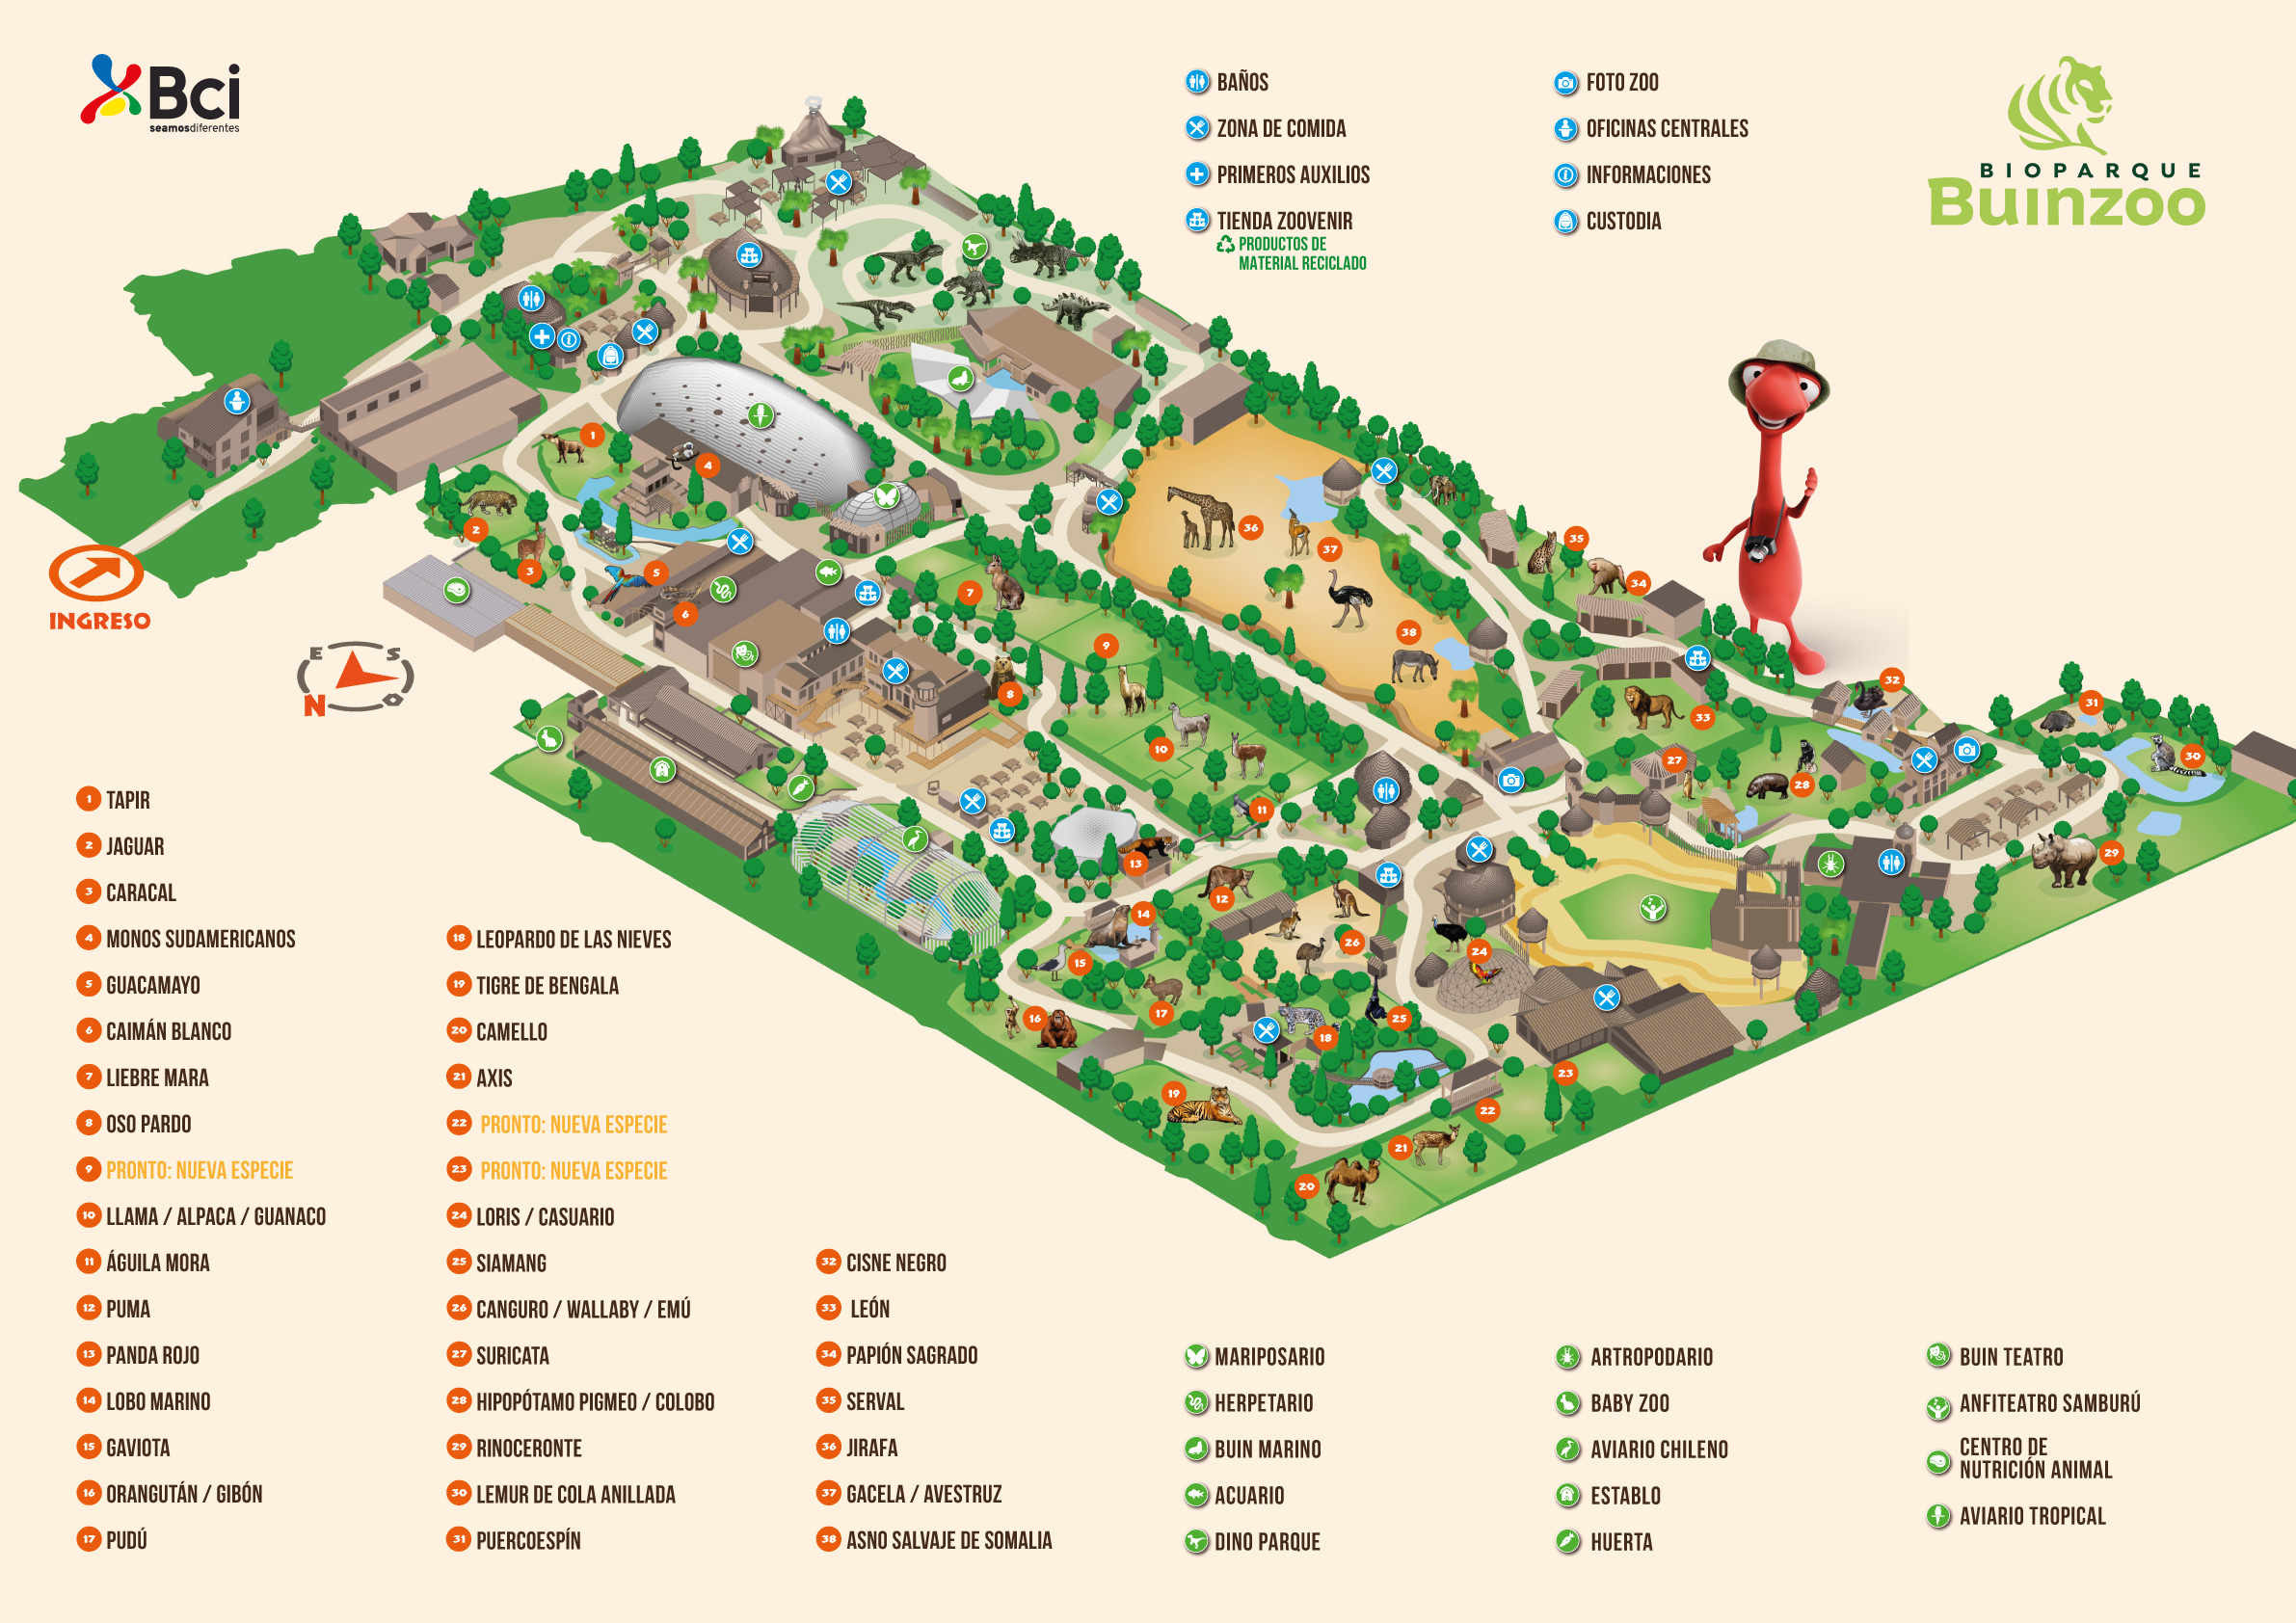 Bci
seamosdiferentes
BAÑOS
ZONA DE COMIDA
PRIMEROS AUXILIOS
TIENDA ZOOVENIR
PRODUCTOS DE
MATERIAL RECICLADO
FOTO ZOO
OFICINAS CENTRALES
INFORMACIONES
CUSTODIA
BIOPARQUE
Buinzoo
INGRESO
E
S
N
O
1
2
3
4
5
6
7
8
9
10
11
12
13
14
15
16
17
18
19
20
21
22
23
24
25
26
27
28
29
30
31
32
33
34
35
36
37
38
1 TAPIR
2 JAGUAR
3 CARACAL
4 MONOS SUDAMERICANOS
5 GUACAMAYO
6 CAIMÁN BLANCO
7 LIEBRE MARA
8 OSO PARDO
9 PRONTO: NUEVA ESPECIE
10 LLAMA / ALPACA / GUANACO
11 ÁGUILA MORA
12 PUMA
13 PANDA ROJO
14 LOBO MARINO
15 GAVIOTA
16 ORANGUTÁN / GIBÓN
17 PUDÚ
18 LEOPARDO DE LAS NIEVES
19 TIGRE DE BENGALA
20 CAMELLO
21 AXIS
22 PRONTO: NUEVA ESPECIE
23 PRONTO: NUEVA ESPECIE
24 LORIS / CASUARIO
25 SIAMANG
26 CANGURO / WALLABY / EMÚ
27 SURICATA
28 HIPOPÓTAMO PIGMEO / COLOBO
29 RINOCERONTE
30 LEMUR DE COLA ANILLADA
31 PUERCOESPÍN
32 CISNE NEGRO
33 LEÓN
34 PAPIÓN SAGRADO
35 SERVAL
36 JIRAFA
37 GACELA / AVESTRUZ
38 ASNO SALVAJE DE SOMALIA
MARIPOSARIO
HERPETARIO
BUIN MARINO
ACUARIO
DINO PARQUE
ARTROPODARIO
BABY ZOO
AVIARIO CHILENO
ESTABLO
HUERTA
BUIN TEATRO
ANFITEATRO SAMBURÚ
CENTRO DE
NUTRICIÓN ANIMAL
AVIARIO TROPICAL